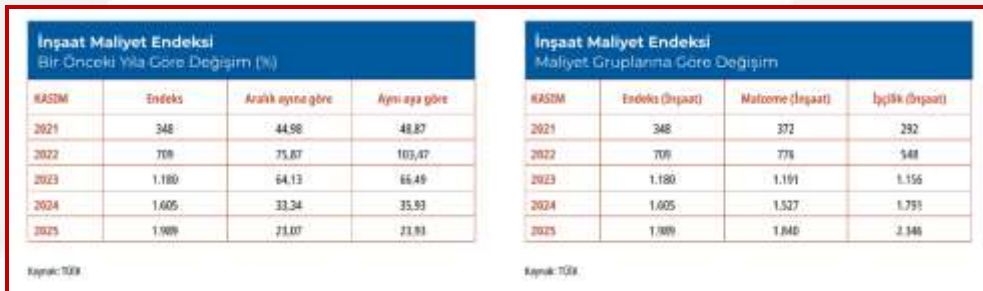 İnşaat Maliyet Endeksi
Bir Önceki Yıla Göre Değişim (%)
KASIM Endeks Aralık ayına göre Aynı aya göre
2021 348 44,98 48,87
2022 709 75,87 103,47
2023 1.180 64,13 66,49
2024 1.605 33,34 35,93
2025 1.989 23,07 23,93
Kaynak: TÜİK
İnşaat Maliyet Endeksi
Maliyet Gruplarına Göre Değişim
KASIM Endeks (İnşaat) Malzeme (İnşaat) İşçilik (İnşaat)
2021 348 372 292
2022 709 776 548
2023 1.180 1.191 1.156
2024 1.605 1.527 1.791
2025 1.989 1.840 2.346
Kaynak: TÜİK